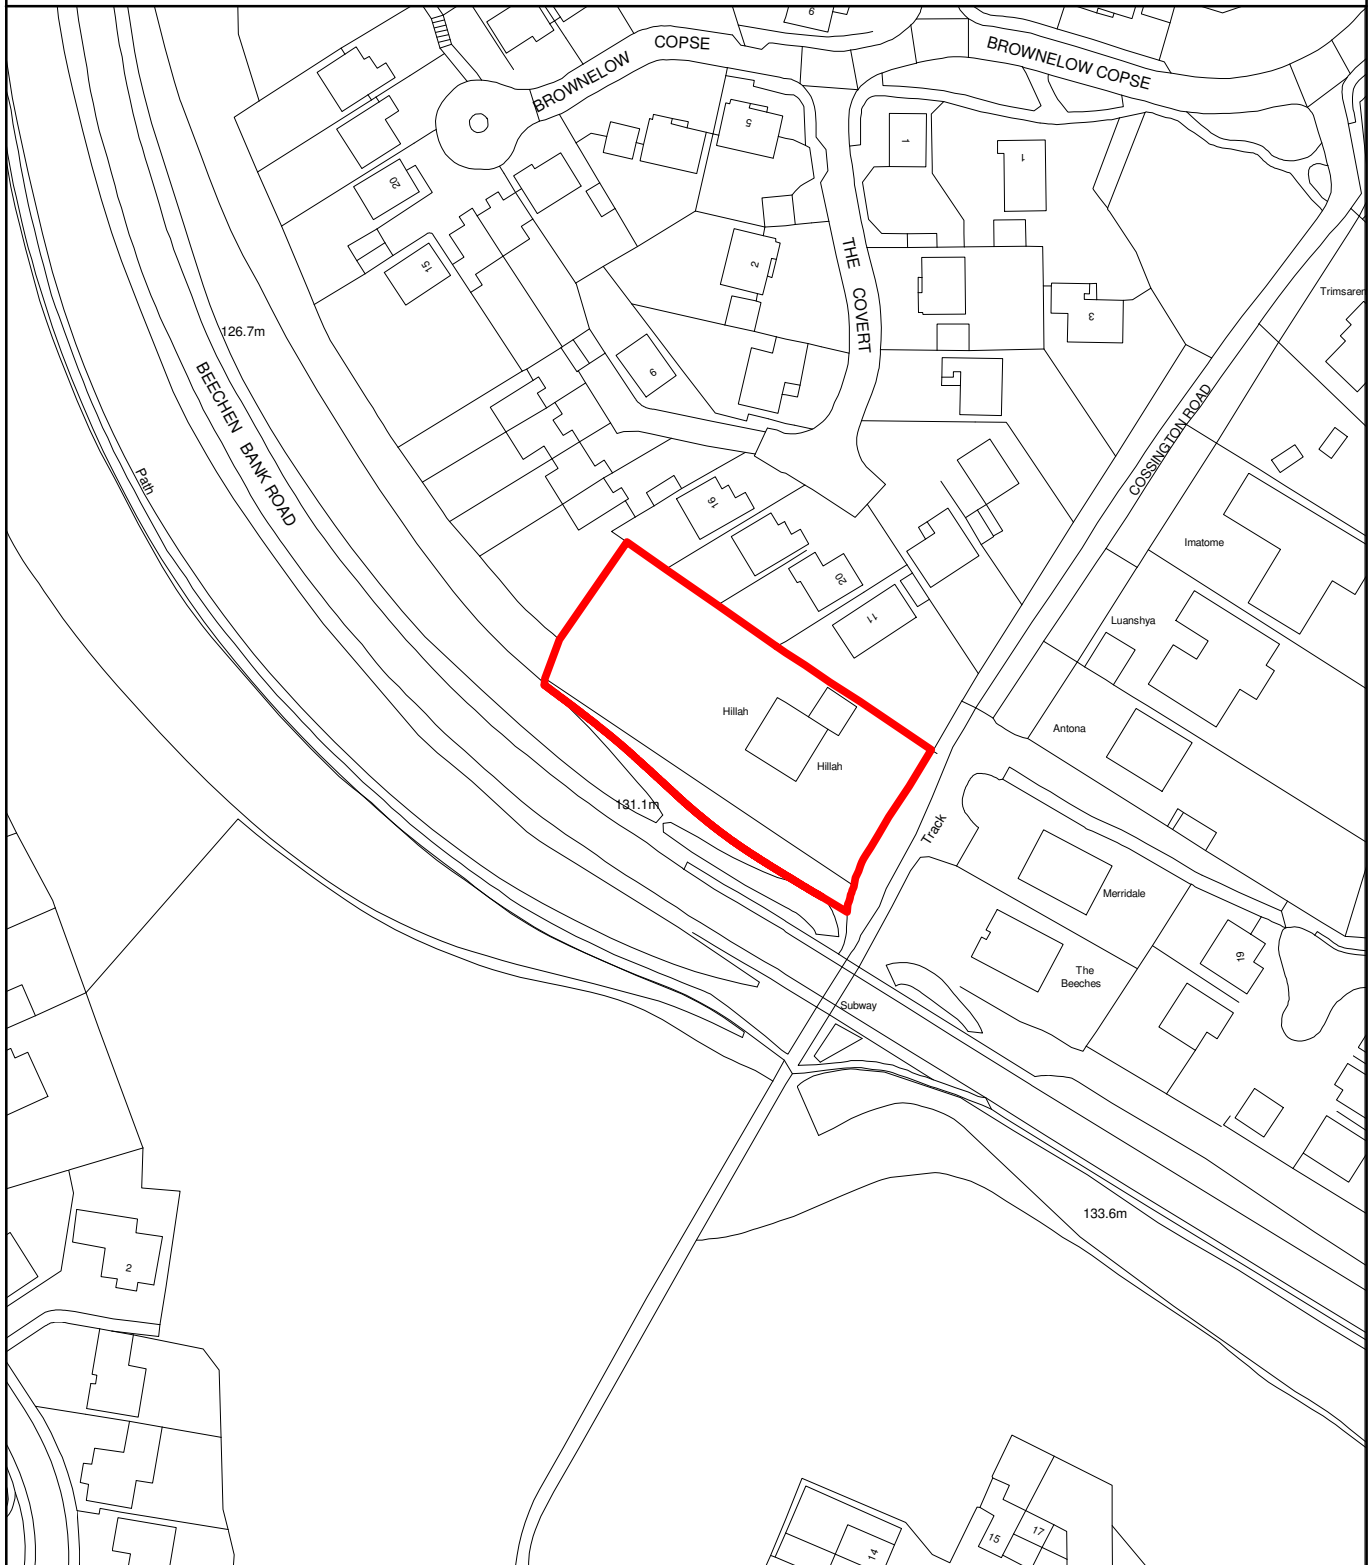 6
COPSE
BROWNELOW
BROWNELOW COPSE
5
1
1
20
THE COVERT
15
2
Trimsaren
3
126.7m
9
BEECHEN BANK ROAD
COSSINGTON ROAD
Path
16
Imatome
20
11
Luanshya
Hillah
Antona
Hillah
131.1m
Track
Merridale
19
The
Beeches
Subway
133.6m
2
15
17
14